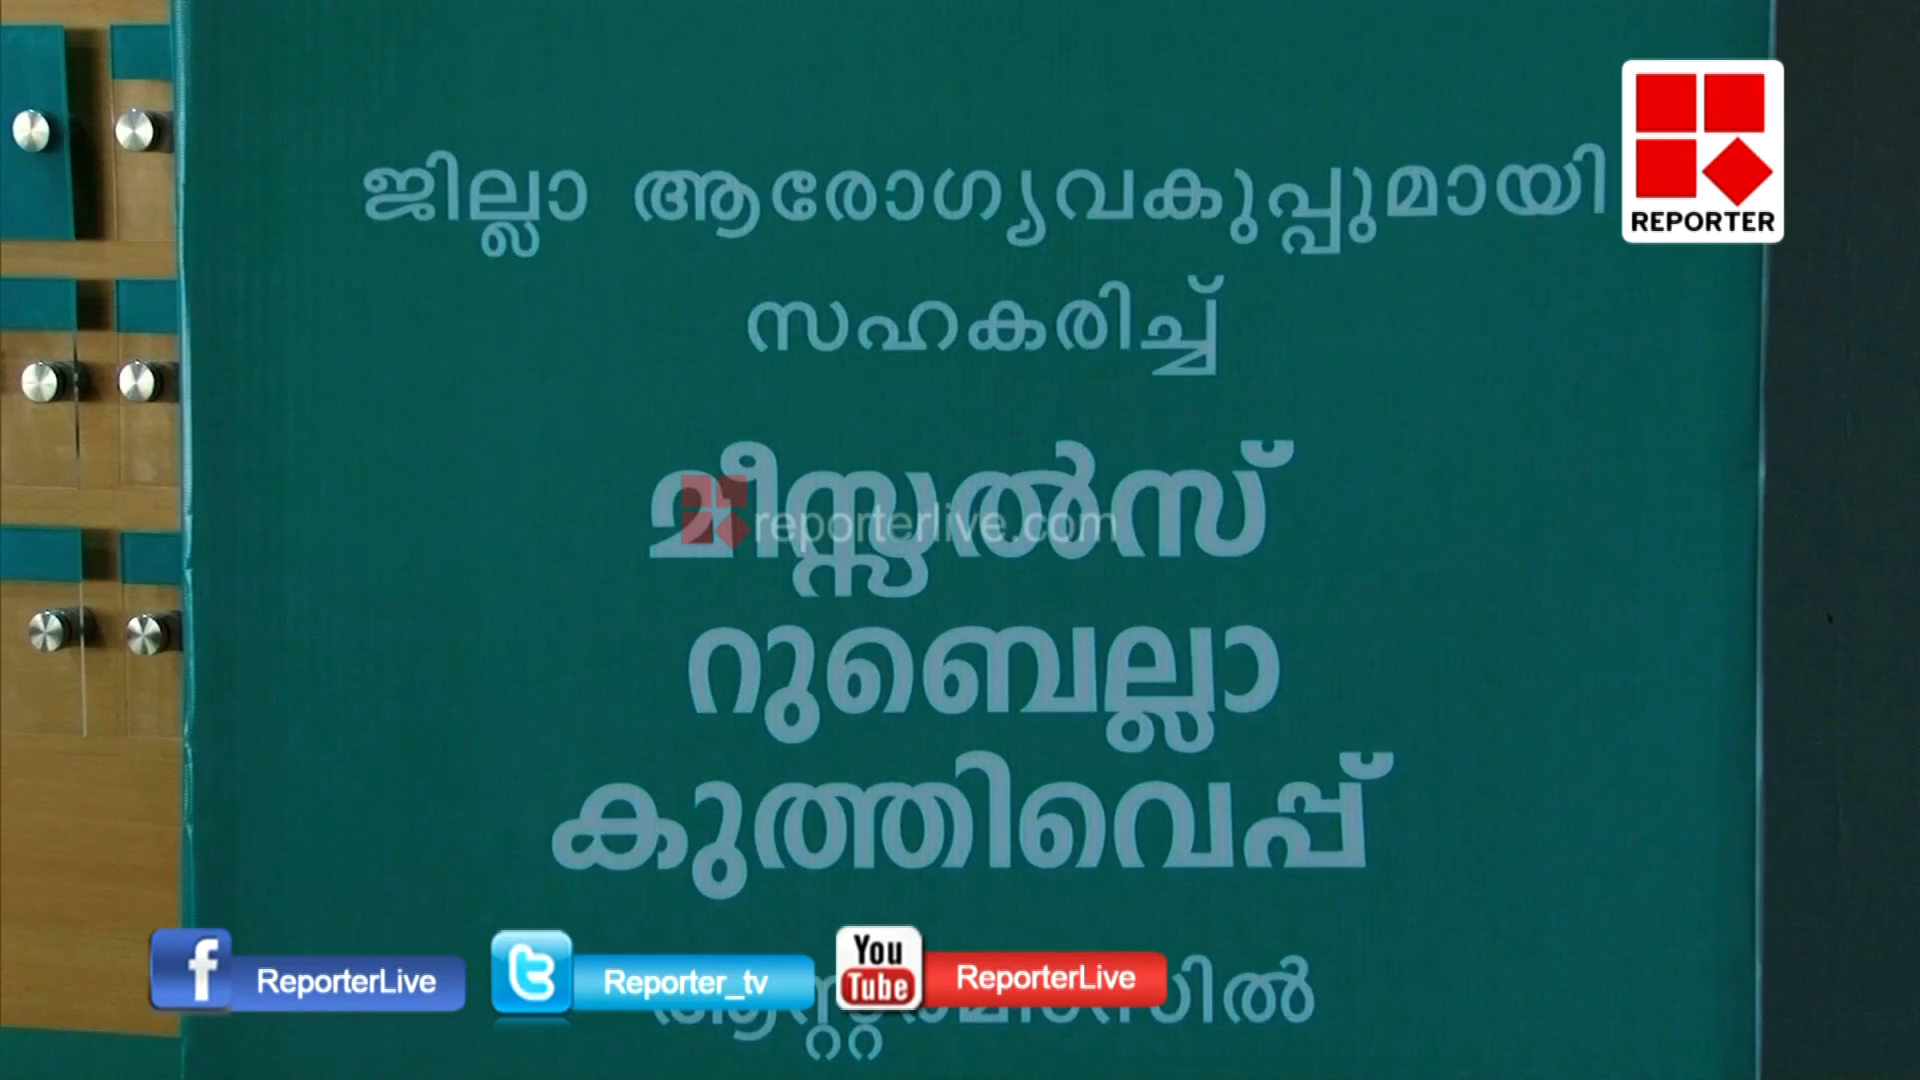 ജില്ലാ ആരോഗ്യവകുപ്പുമായി
സഹകരിച്ച്
മീസ്സൽസ്
റുബെല്ലാ
കുത്തിവെപ്പ്
REPORTER
reporterlive.com
ReporterLive
Reporter_tv
You Tube
ReporterLive